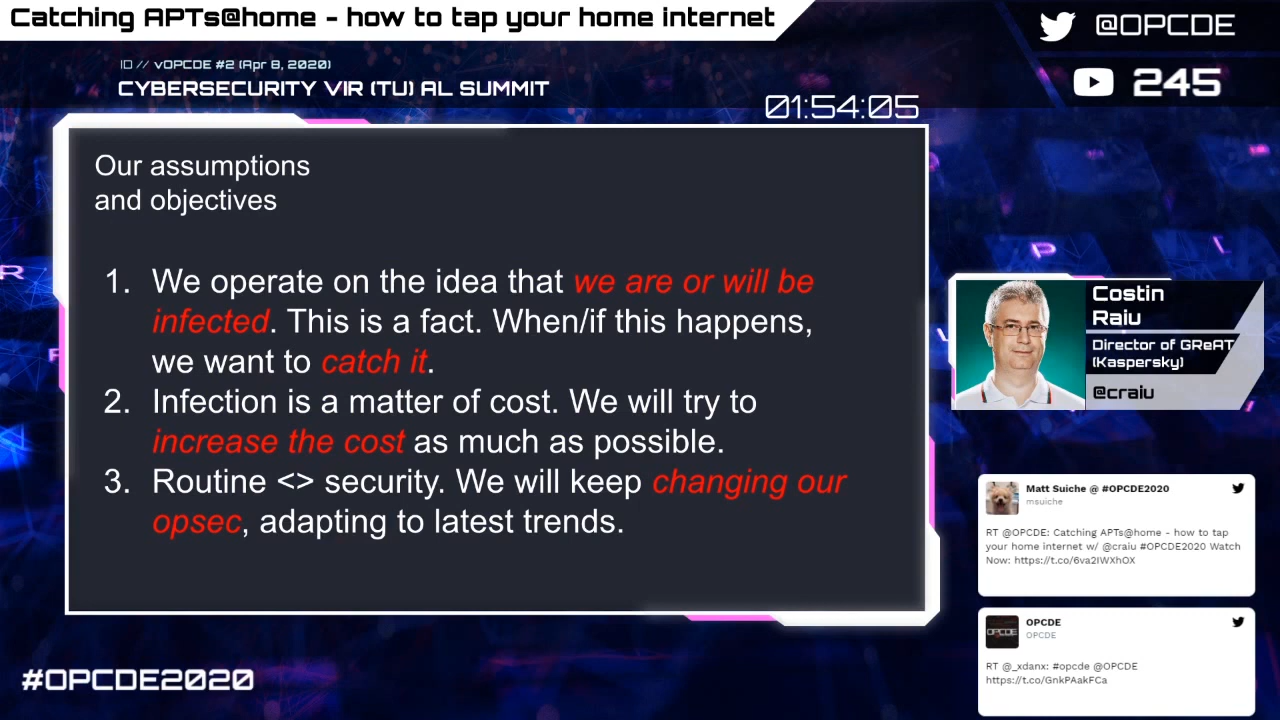 Catching APTs@home - how to tap your home internet
@OPCDE
ID // vOPCDE #2 (Apr 8, 2020)
CYBERSECURITY VIR (TU) AL SUMMIT
245
01:54:05
Our assumptions
and objectives
1. We operate on the idea that we are or will be
infected. This is a fact. When/if this happens,
we want to catch it.
2. Infection is a matter of cost. We will try to
increase the cost as much as possible.
3. Routine <> security. We will keep changing our
opsec, adapting to latest trends.
Costin
Raiu
Director of GReAT
(Kaspersky)
@craiu
Matt Suiche @ #OPCDE2020
msuiche
RT @OPCDE: Catching APTs@home - how to tap
your home internet w/ @craiu #OPCDE2020 Watch
Now: https://t.co/6va2IWXhOX
OPCDE
OPCDE
OPCDE
RT @_xdanx: #opcde @OPCDE
https://t.co/GnkPAakFCa
#OPCDE2020